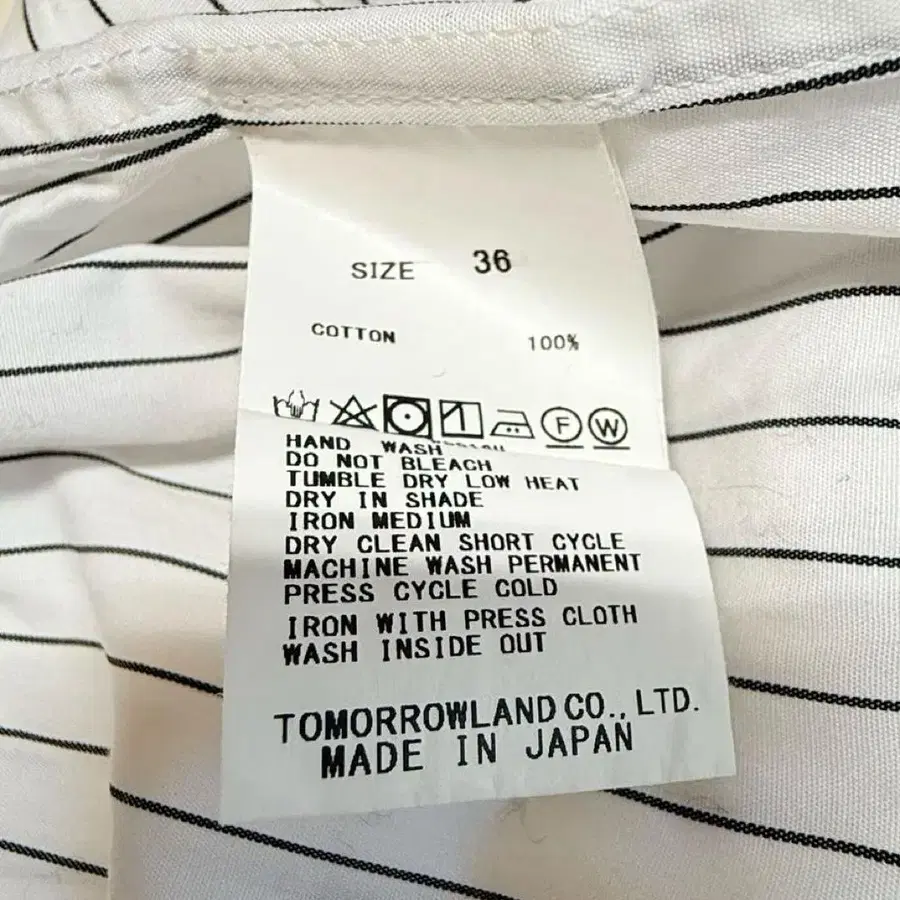 SIZE 36
COTTON 100%
F W
HAND WASH
DO NOT BLEACH
TUMBLE DRY LOW HEAT
DRY IN SHADE
IRON MEDIUM
DRY CLEAN SHORT CYCLE
MACHINE WASH PERMANENT
PRESS CYCLE COLD
IRON WITH PRESS CLOTH
WASH INSIDE OUT
TOMORROWLAND CO., LTD.
MADE IN JAPAN